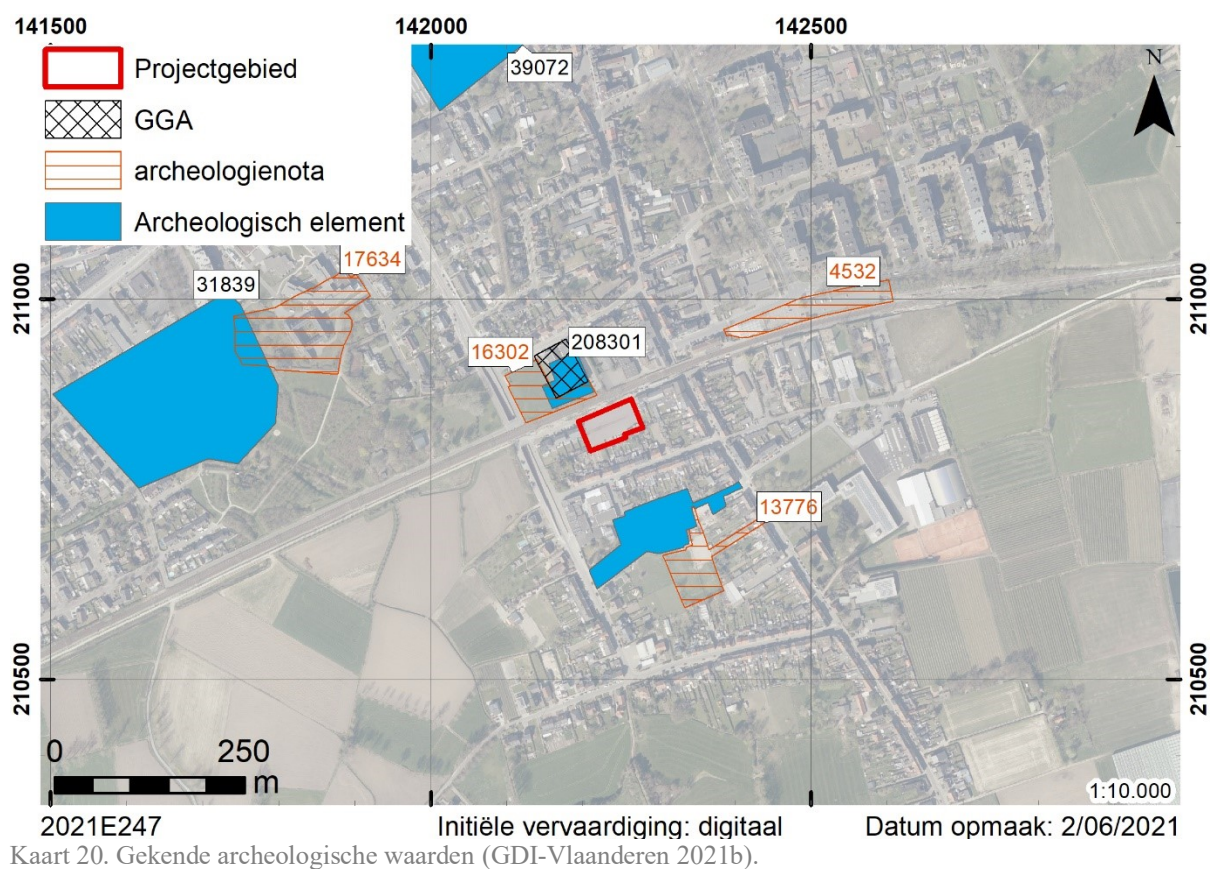 141500 142000 142500
Projectgebied
GGA
archeologienota
Archeologisch element
39072
N
17634
31839
4532
211000 211000
16302
208301
13776
210500 210500
0 250
m
1:10.000
2021E247 Initiële vervaardiging: digitaal Datum opmaak: 2/06/2021
Kaart 20. Gekende archeologische waarden (GDI-Vlaanderen 2021b).